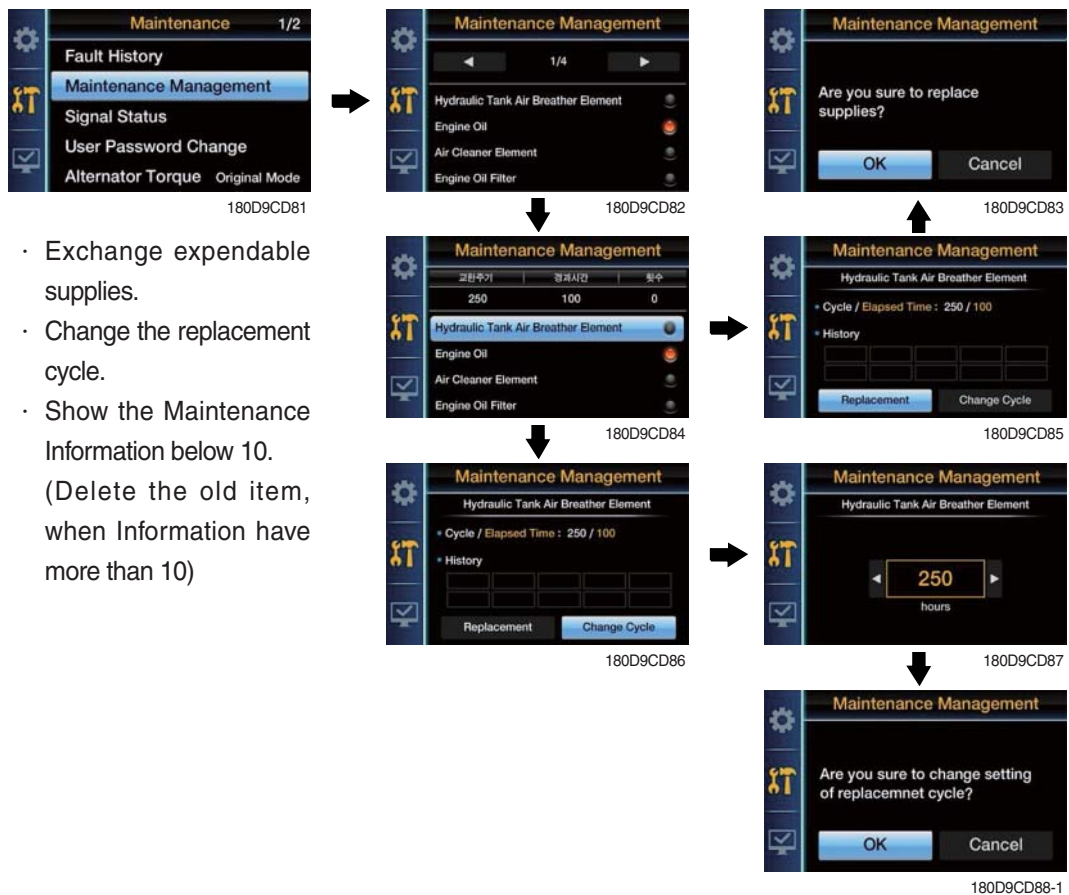 Maintenance 1/2
Fault History
Maintenance Management
Signal Status
User Password Change
Alternator Torque Original Mode
180D9CD81
· Exchange expendable
supplies.
· Change the replacement
cycle.
· Show the Maintenance
Information below 10.
(Delete the old item,
when Information have
more than 10)
Maintenance Management
◀ 1/4 ▶
Hydraulic Tank Air Breather Element
Engine Oil
Air Cleaner Element
Engine Oil Filter
180D9CD82
Maintenance Management
Are you sure to replace
supplies?
OK Cancel
180D9CD83
Maintenance Management
교환주기 경과시간 횟수
250 100 0
Hydraulic Tank Air Breather Element
Engine Oil
Air Cleaner Element
Engine Oil Filter
180D9CD84
Maintenance Management
Hydraulic Tank Air Breather Element
• Cycle / Elapsed Time : 250 / 100
• History
Replacement Change Cycle
180D9CD85
Maintenance Management
Hydraulic Tank Air Breather Element
• Cycle / Elapsed Time : 250 / 100
• History
Replacement Change Cycle
180D9CD86
Maintenance Management
Hydraulic Tank Air Breather Element
◀ 250 ▶
hours
180D9CD87
Maintenance Management
Are you sure to change setting
of replacemnet cycle?
OK Cancel
180D9CD88-1